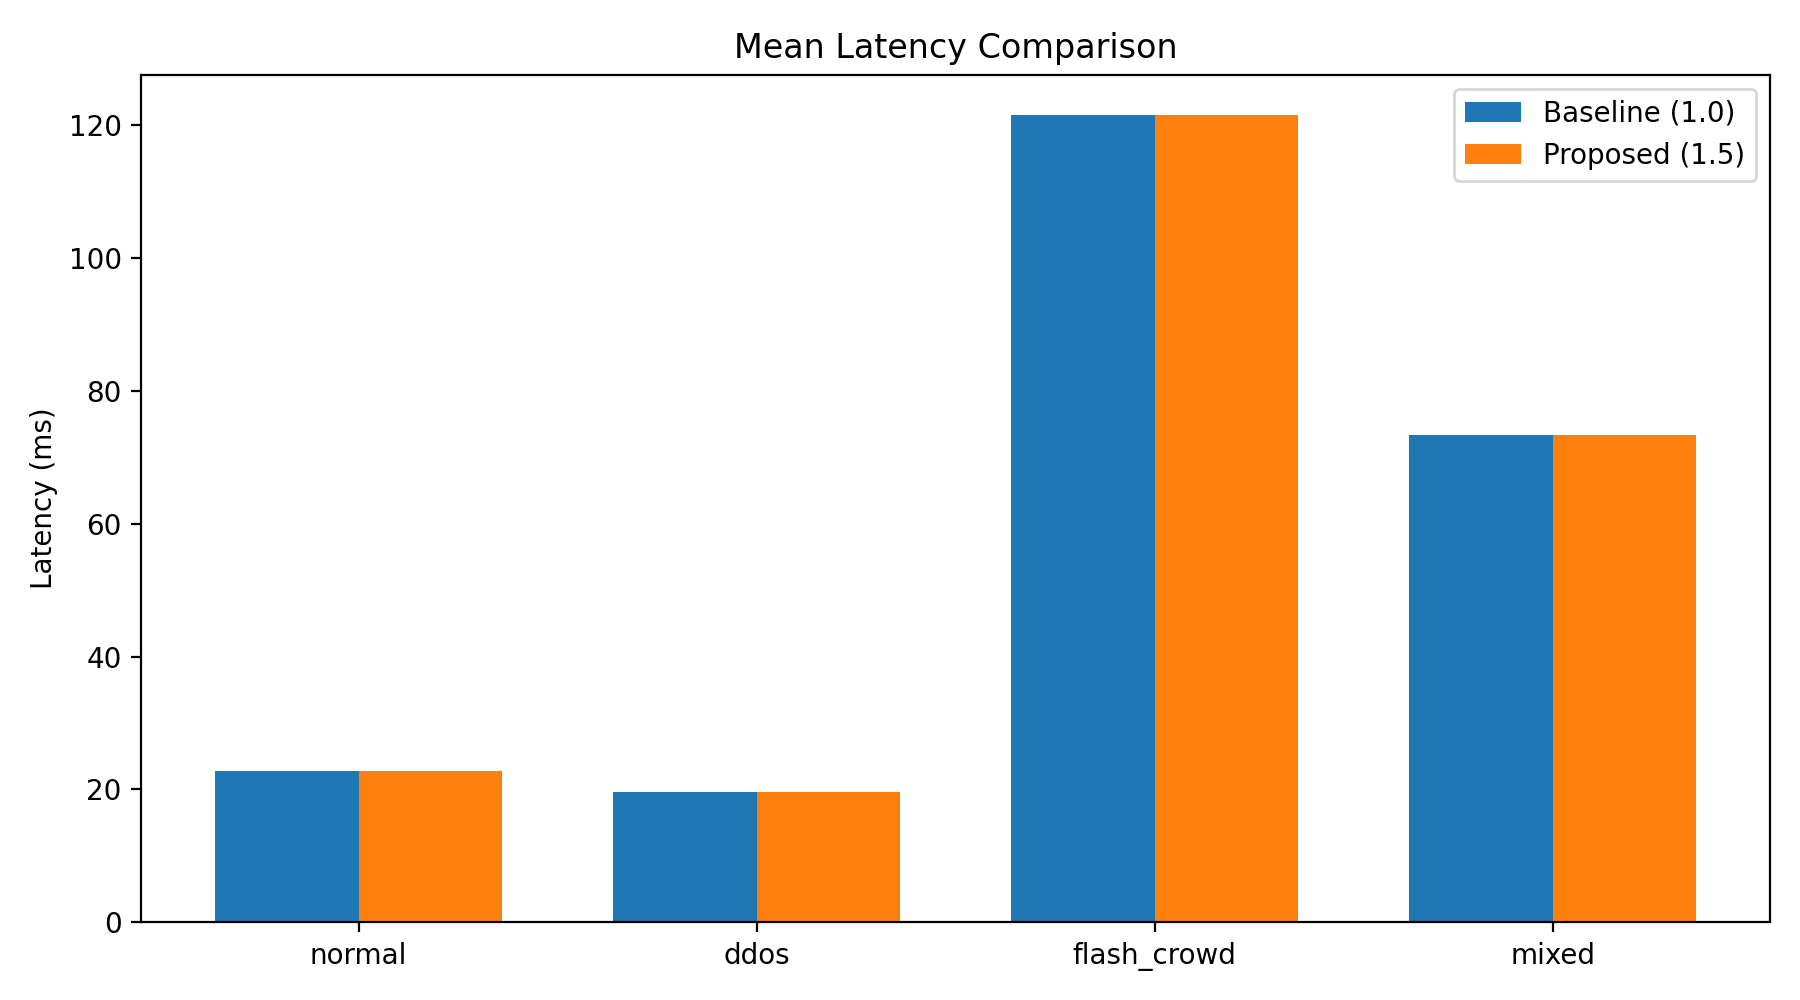 Mean Latency Comparison
Baseline (1.0)
Proposed (1.5)
Latency (ms)
120
100
80
60
40
20
0
normal
ddos
flash_crowd
mixed